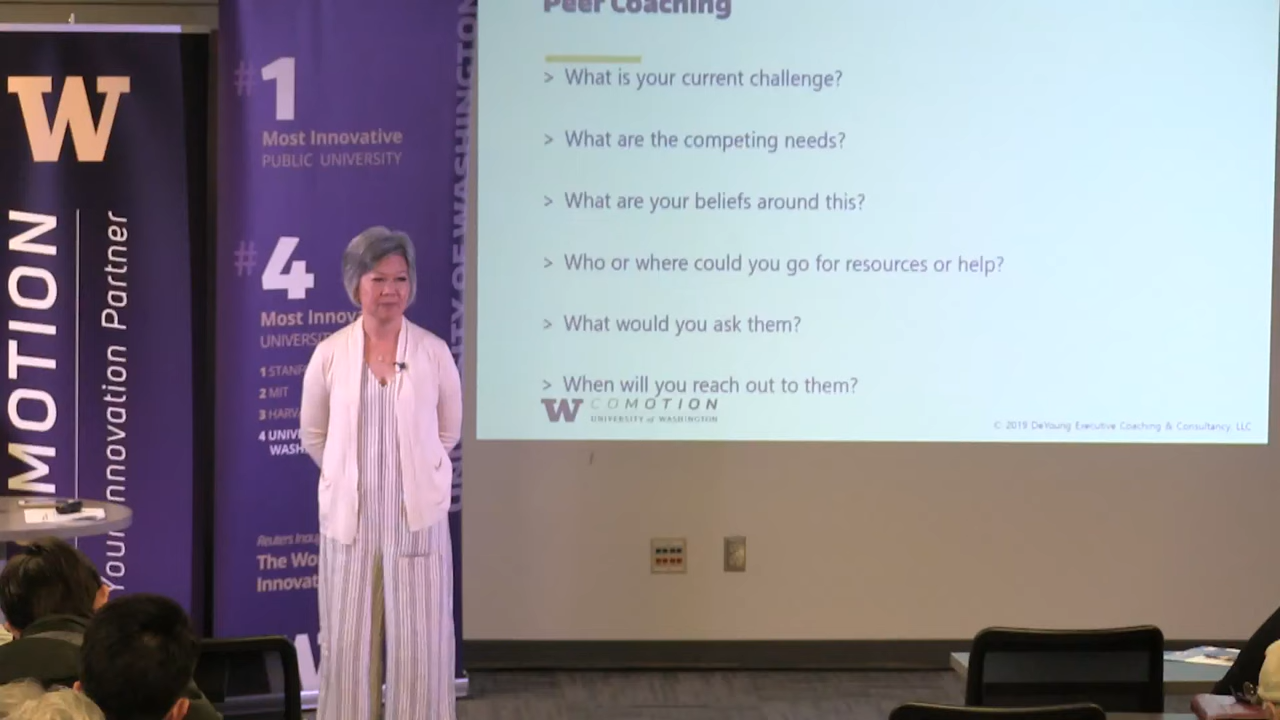 Peer Coaching
> What is your current challenge?
> What are the competing needs?
> What are your beliefs around this?
> Who or where could you go for resources or help?
> What would you ask them?
> When will you reach out to them?
W COMOTION
UNIVERSITY of WASHINGTON
© 2019 DeYoung Executive Coaching & Consultancy, LLC
W
MOTION
Your Innovation Partner
#1
Most Innovative
PUBLIC UNIVERSITY
#4
Most Innov
UNIVERSIT
1 STANF
2 MIT
3 HARV
4 UNIV
WASH
Reuters
The Wo
Innovat
UNIVERSITY OF WASHINGTON